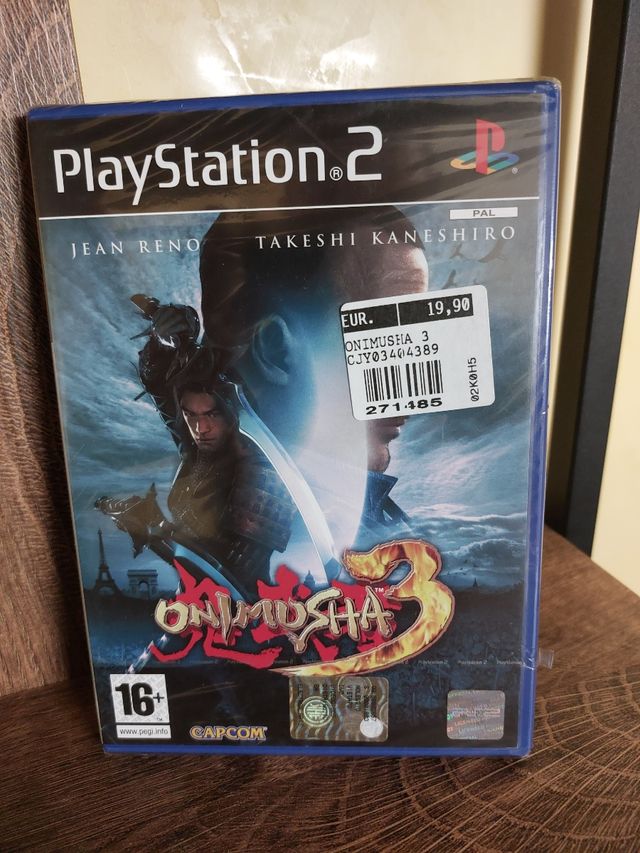 PlayStation®2
PAL
JEAN RENO TAKESHI KANESHIRO
EUR. 19,90
ONIMUSHA 3
CJY03404389
02K0H5
271485
ONIMUSHA 3
™
16+
www.pegi.info
CAPCOM